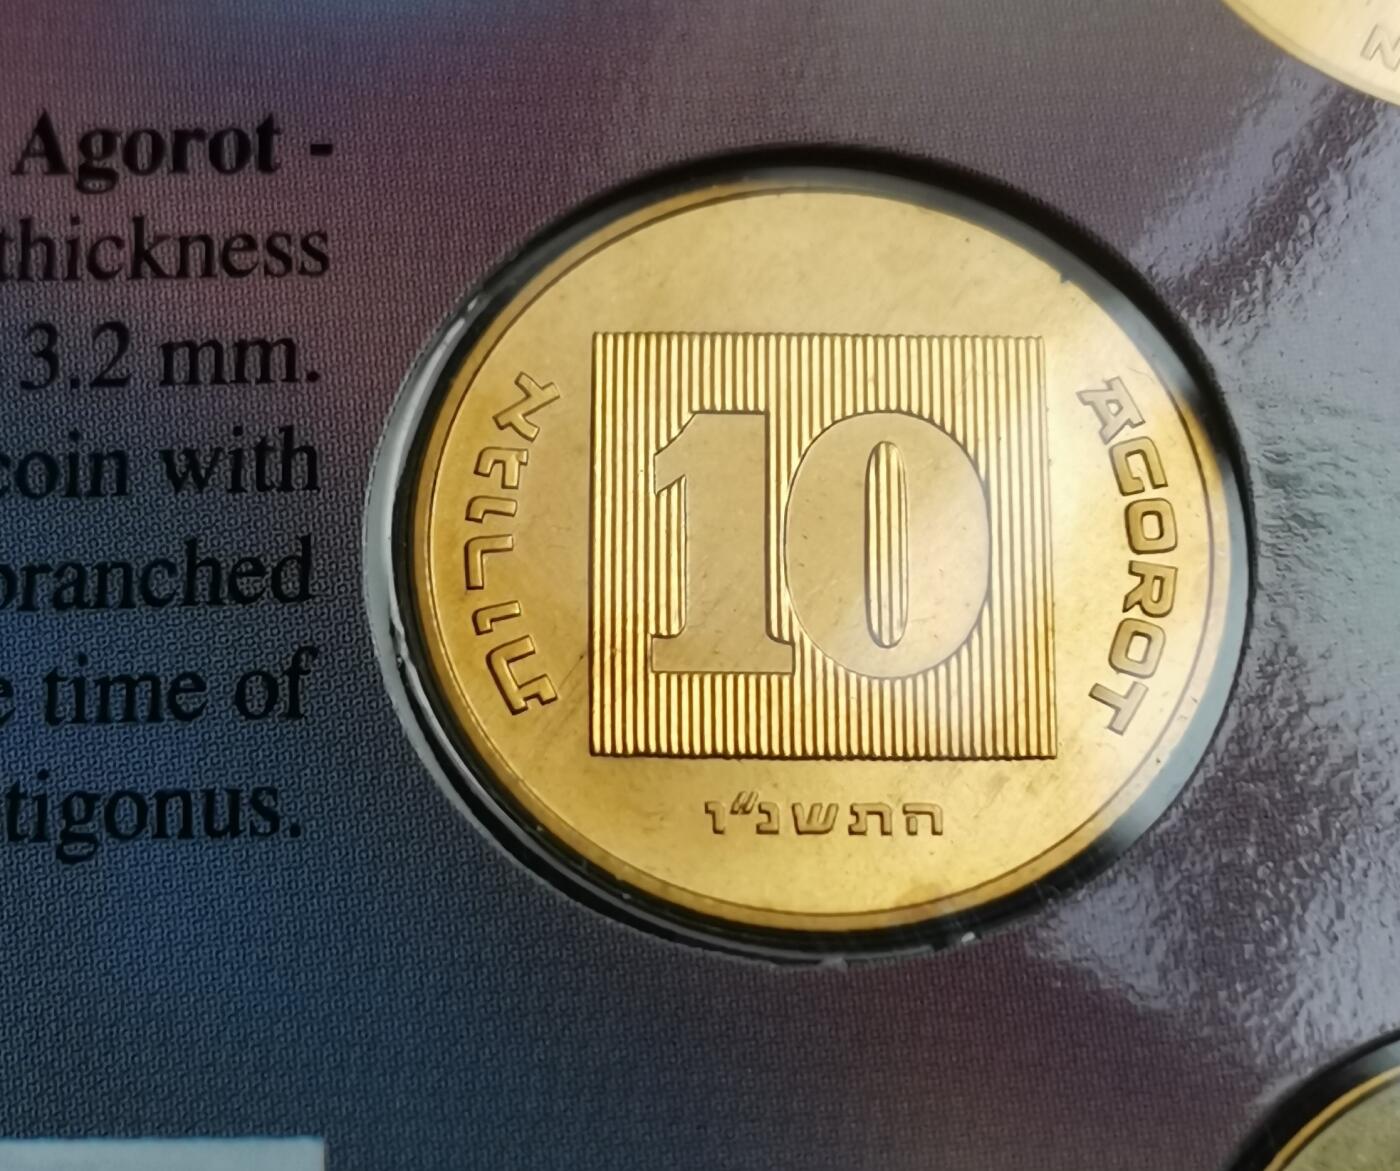 Agorot -
thickness
3.2 mm.
coin with
branched
time of
tigonus.
אגורות
10
AGOROT
התשנ"ו